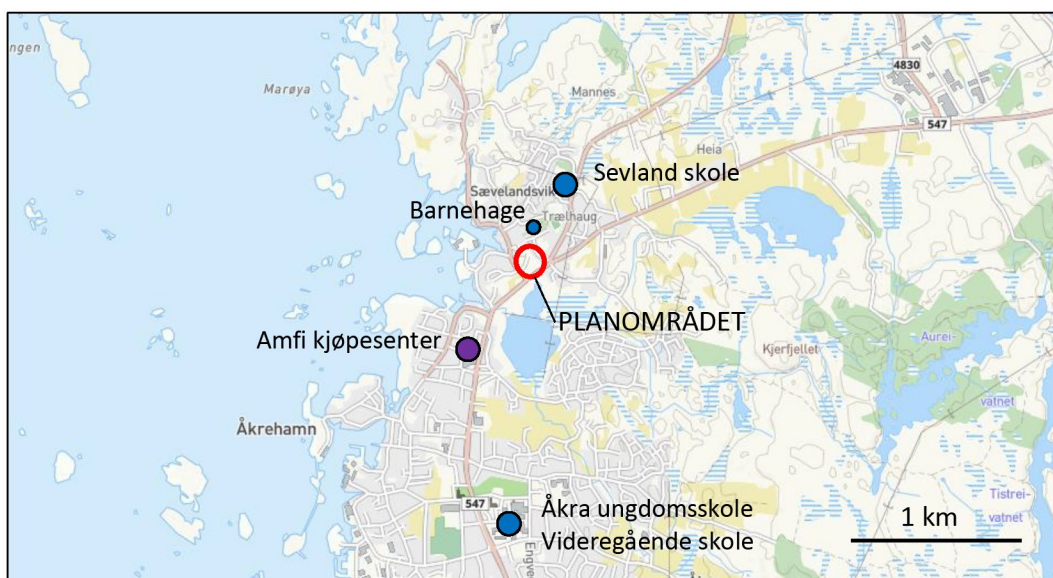 ngen
Marøya
Mannes
4830
547
Heia
Sevland skole
Sævelandsvik
Barnehage
Trælhaug
PLANOMRÅDET
Amfi kjøpesenter
Kjerfjellet
Aurei-
vatnet
Åkrehamn
547
Åkra ungdomsskole
Videregående skole
Engve
1 km
Tistrei-
vatnet